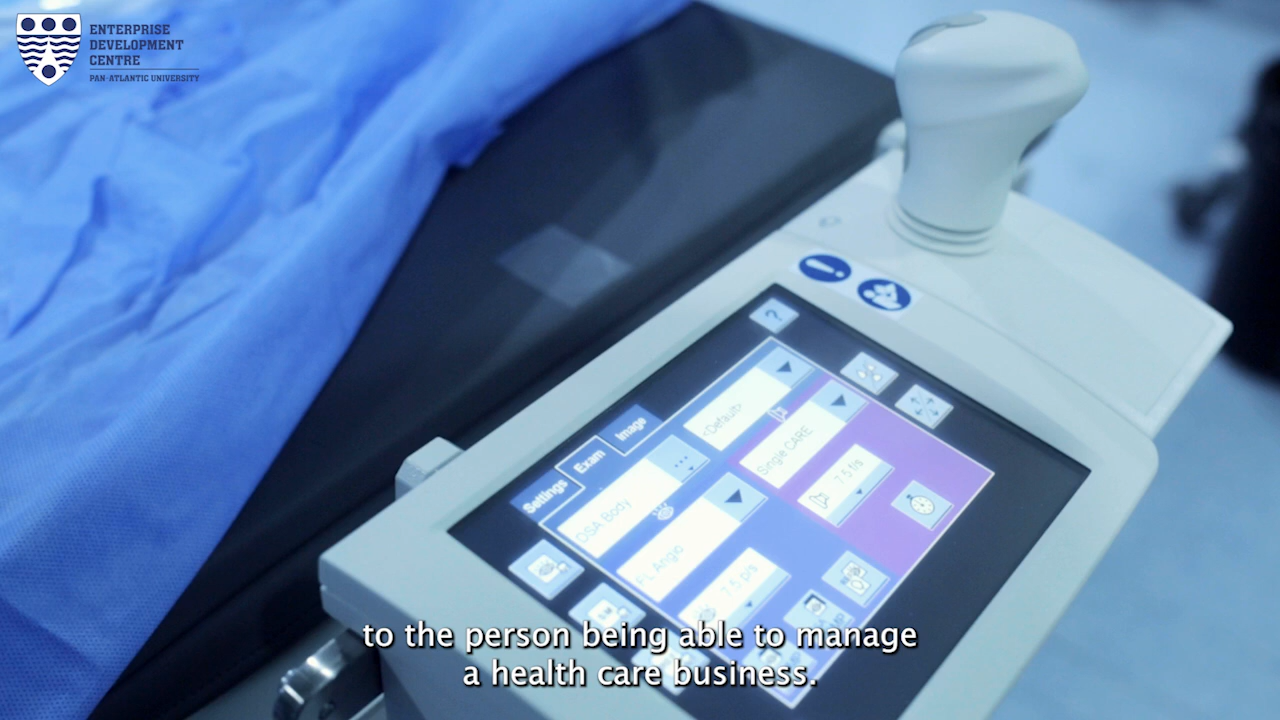 ENTERPRISE
DEVELOPMENT
CENTRE
PAN-ATLANTIC UNIVERSITY
?
Image
Exam
Settings
<Default>
Single CARE
7.5 f/s
DSA Body
FL Angio
7.5 p/s
to the person being able to manage
a health care business.